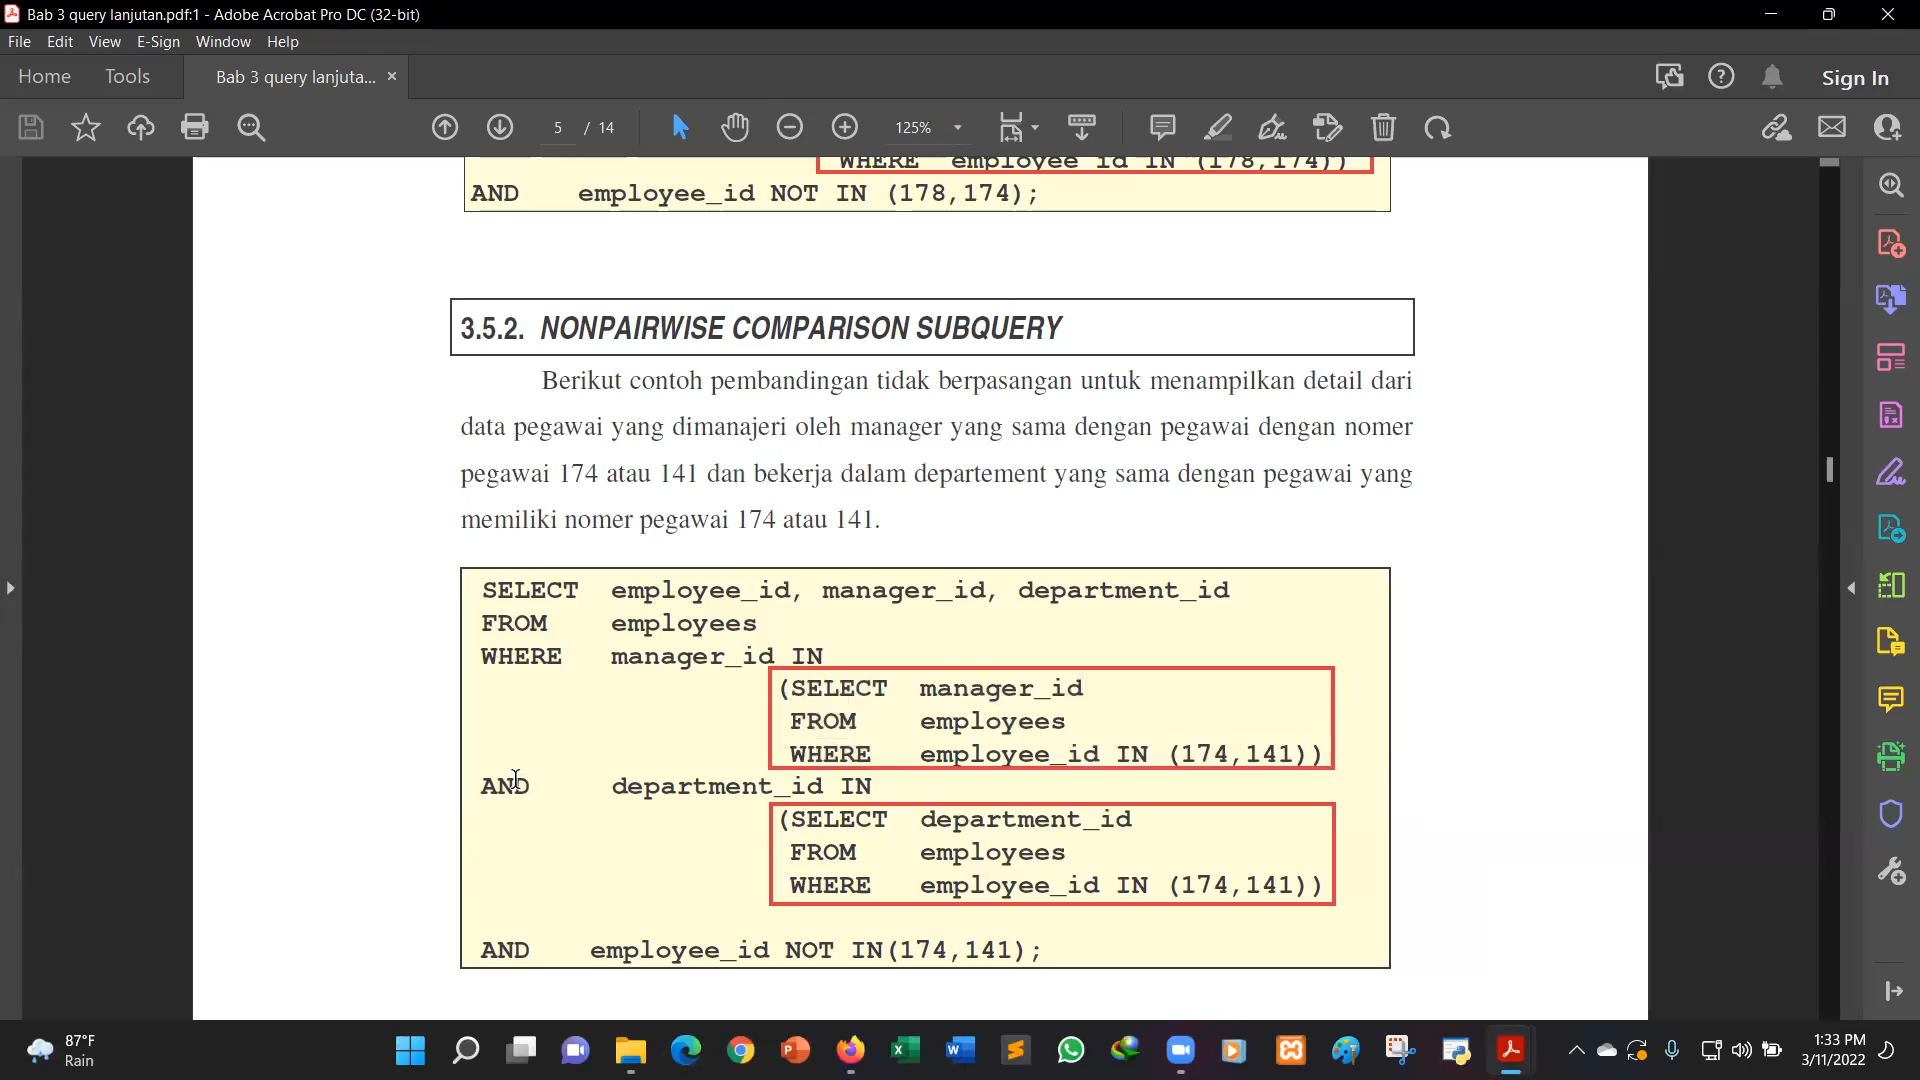 Bab 3 query lanjutan.pdf:1 - Adobe Acrobat Pro DC (32-bit)
File Edit View E-Sign Window Help
Home Tools Bab 3 query lanjuta... × Sign In
5 / 14 125%
WHERE employee_id IN (178,174))
AND employee_id NOT IN (178,174);
3.5.2. NONPAIRWISE COMPARISON SUBQUERY
Berikut contoh pembandingan tidak berpasangan untuk menampilkan detail dari
data pegawai yang dimanajeri oleh manager yang sama dengan pegawai dengan nomer
pegawai 174 atau 141 dan bekerja dalam departement yang sama dengan pegawai yang
memiliki nomer pegawai 174 atau 141.
SELECT employee_id, manager_id, department_id
FROM employees
WHERE manager_id IN
(SELECT manager_id
FROM employees
WHERE employee_id IN (174,141))
AND department_id IN
(SELECT department_id
FROM employees
WHERE employee_id IN (174,141))
AND employee_id NOT IN(174,141);
87°F
Rain
1:33 PM
3/11/2022